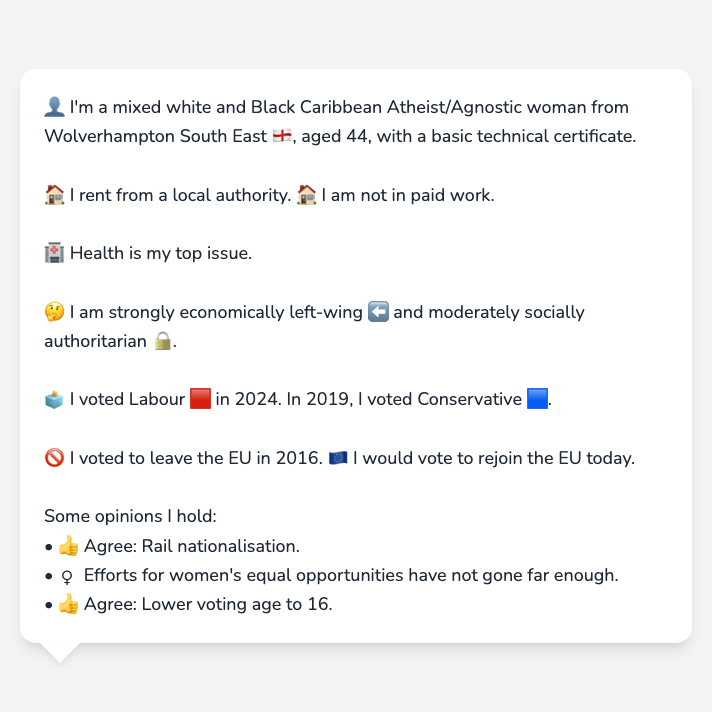 👤 I'm a mixed white and Black Caribbean Atheist/Agnostic woman from
Wolverhampton South East 🏴󠁧󠁢󠁥󠁮󠁧󠁿, aged 44, with a basic technical certificate.
🏠 I rent from a local authority. 🏠 I am not in paid work.
🏥 Health is my top issue.
🤔 I am strongly economically left-wing ⬅️ and moderately socially
authoritarian 🔒.
🗳️ I voted Labour 🟥 in 2024. In 2019, I voted Conservative 🟦.
🚫 I voted to leave the EU in 2016. 🇪🇺 I would vote to rejoin the EU today.
Some opinions I hold:
• 👍 Agree: Rail nationalisation.
• ♀ Efforts for women's equal opportunities have not gone far enough.
• 👍 Agree: Lower voting age to 16.